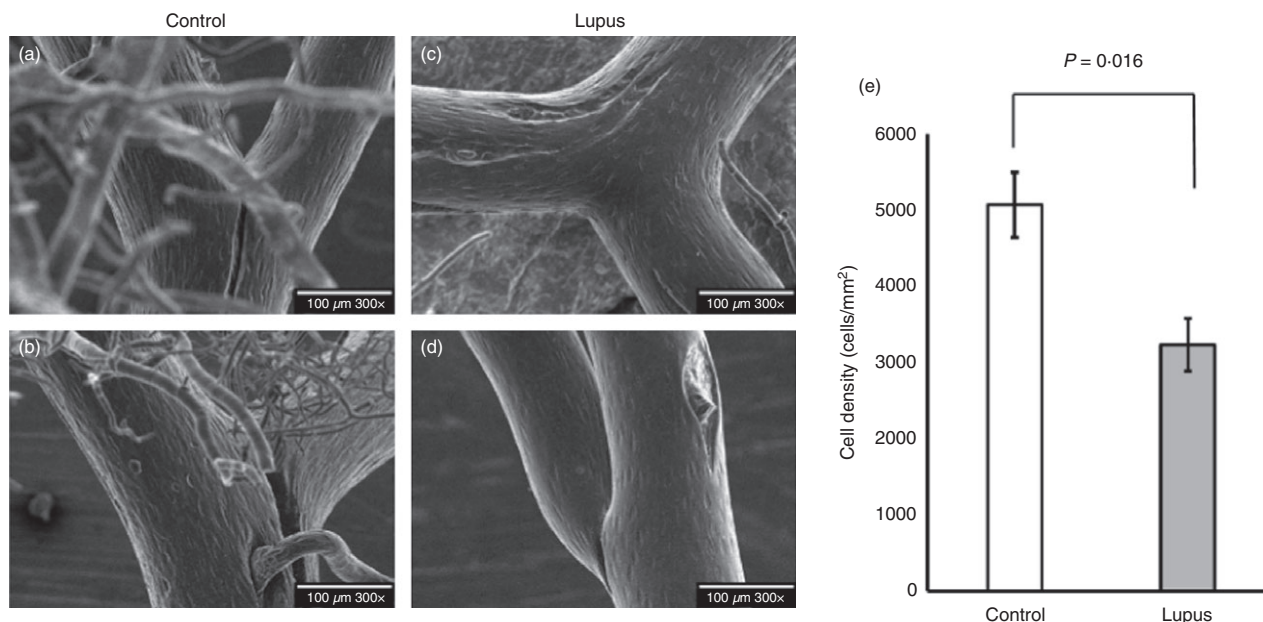 Control
Lupus
(a)
100 µm 300×
(c)
100 µm 300×
(b)
100 µm 300×
(d)
100 µm 300×
(e)
P = 0·016
Cell density (cells/mm²)
6000
5000
4000
3000
2000
1000
0
Control
Lupus